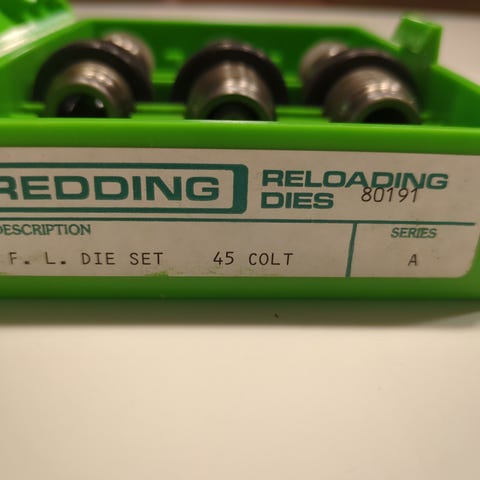 REDDING
RELOADING
DIES 80191
DESCRIPTION
SERIES
F. L. DIE SET 45 COLT
A